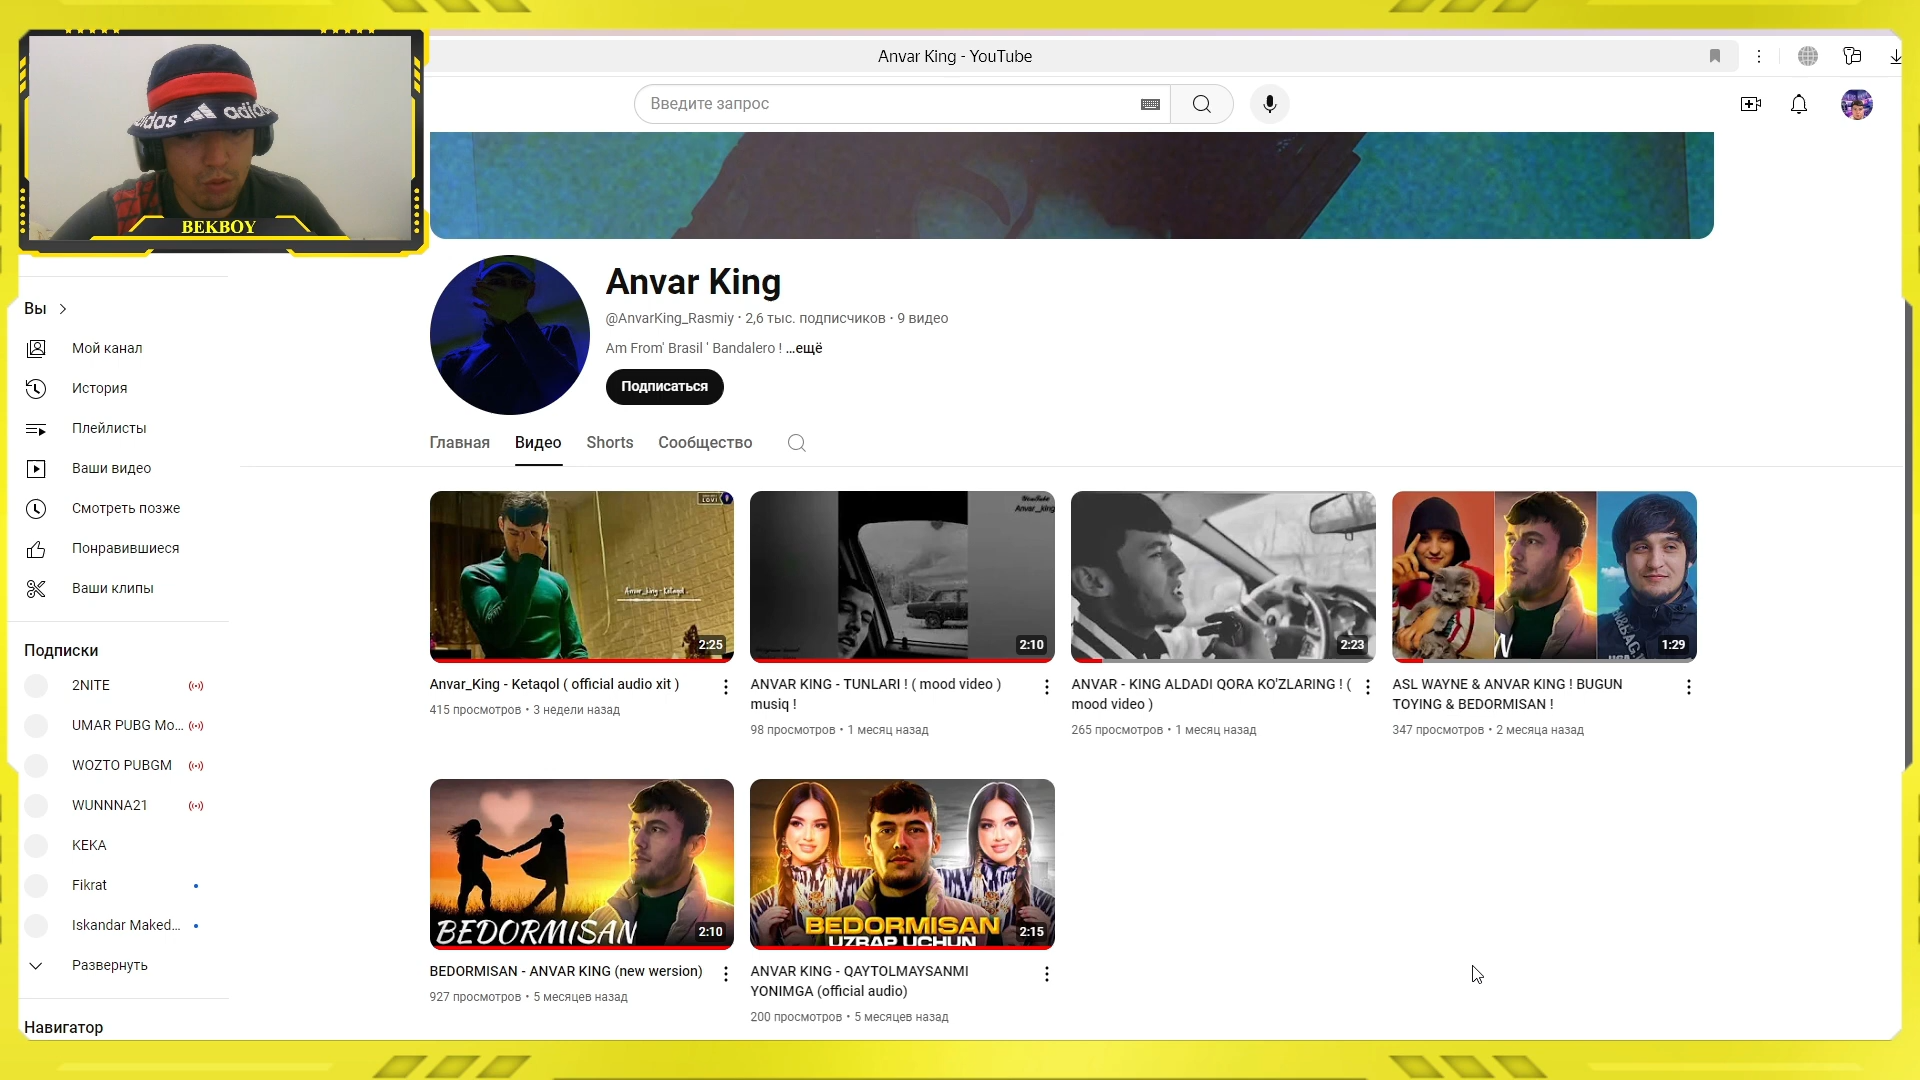 Anvar King - YouTube
Введите запрос
adidas adidas
BEKBOY
Anvar King
@AnvarKing_Rasmiy · 2,6 тыс. подписчиков · 9 видео
Am From' Brasil ' Bandalero ! ...ещё
Подписаться
Главная Видео Shorts Сообщество
Вы
Мой канал
История
Плейлисты
Ваши видео
Смотреть позже
Понравившиеся
Ваши клипы
Подписки
2NITE
UMAR PUBG Mo...
WOZTO PUBGM
WUNNNA21
KEKA
Fikrat
Iskandar Maked...
Развернуть
Навигатор
LOVI
Anvar_king - Ketaqol
2:25
Anvar_King - Ketaqol ( official audio xit )
415 просмотров • 3 недели назад
YouTube
Anvar_king
2:10
ANVAR KING - TUNLARI ! ( mood video )
musiq !
98 просмотров • 1 месяц назад
2:23
ANVAR - KING ALDADI QORA KO'ZLARING ! (
mood video )
265 просмотров • 1 месяц назад
1:29
ASL WAYNE & ANVAR KING ! BUGUN
TOYING & BEDORMISAN !
347 просмотров • 2 месяца назад
BEDORMISAN
2:10
BEDORMISAN - ANVAR KING (new wersion)
927 просмотров • 5 месяцев назад
BEDORMISAN
UZRAP UCHUN
2:15
ANVAR KING - QAYTOLMAYSANMI
YONIMGA (official audio)
200 просмотров • 5 месяцев назад